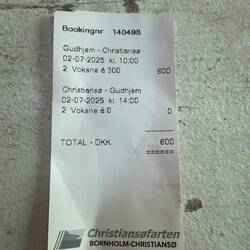 Bookingnr 140498
Gudhjem - Christiansø
02-07-2025 kl. 10:00
2 Voksne á 300 600
Christiansø - Gudhjem
02-07-2025 kl. 14:00
2 Voksne á 0 0
---------
TOTAL - DKK 600
=======
Christiansøfarten
BORNHOLM-CHRISTIANSØ